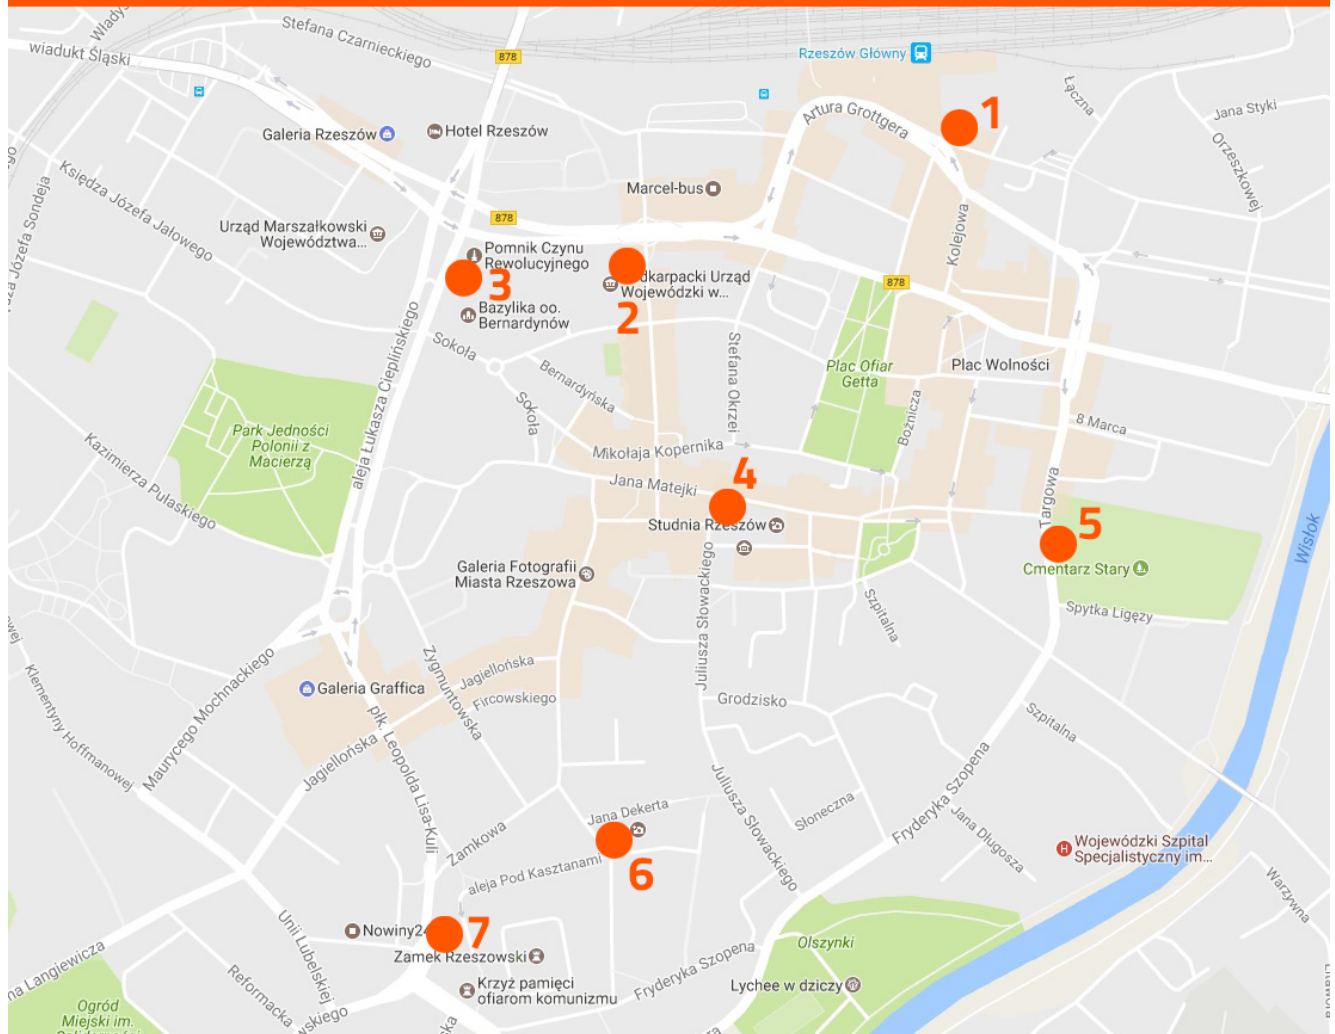 Stefana Czarnieckiego
wiadukt Śląski
878
Rzeszów Główny
Łączna
Jana Styki
Artura Grottgera
1
Orzeszkowej
Galeria Rzeszów
Hotel Rzeszów
Księdza Józefa Jałowego
Marcel-bus
Urząd Marszałkowski
Województwa...
878
Kolejowa
Pomnik Czynu
Rewolucyjnego
3
dkarpacki Urząd
Wojewódzki w...
2
878
Bazylika oo.
Bernardynów
Sokoła
aleja Łukasza Cieplińskiego
Stefana Okrzei
Bernardyńska
Plac Ofiar
Getta
Plac Wolności
Sokoła
Bożnicza
8 Marca
Park Jedności
Polonii z
Macierzą
Kazimierza Pułaskiego
Mikołaja Kopernika
Jana Matejki
4
Targowa
5
Studnia Rzeszów
Wisłok
Galeria Fotografii
Miasta Rzeszowa
Cmentarz Stary
Juliusza Słowackiego
Szpitalna
Spytka Ligęzy
Klementyny Hoffmanowej
Maurycego Mochnackiego
Zygmuntowska
Jagiellońska
Galeria Graffica
Fircowskiego
Grodzisko
Szpitalna
płk. Leopolda Lisa-Kuli
Jagiellońska
Juliusza Słowackiego
Fryderyka Szopena
Słoneczna
Jana Dekerta
Jana Długosza
Zamkowa
Wojewódzki Szpital
Specjalistyczny im...
aleja Pod Kasztanami
6
Warzywna
Unii Lubelskiej
Nowiny24
7
Zamek Rzeszowski
Olszynki
Reformacka
Krzyż pamięci
ofiarom komunizmu
Fryderyka Szopena
Lychee w dziczy
Ogród
Miejski im.